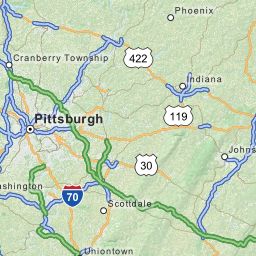 Phoenix
Cranberry Township
422
Indiana
119
Pittsburgh
Johns
30
ashington
70
Scottdale
Uniontown